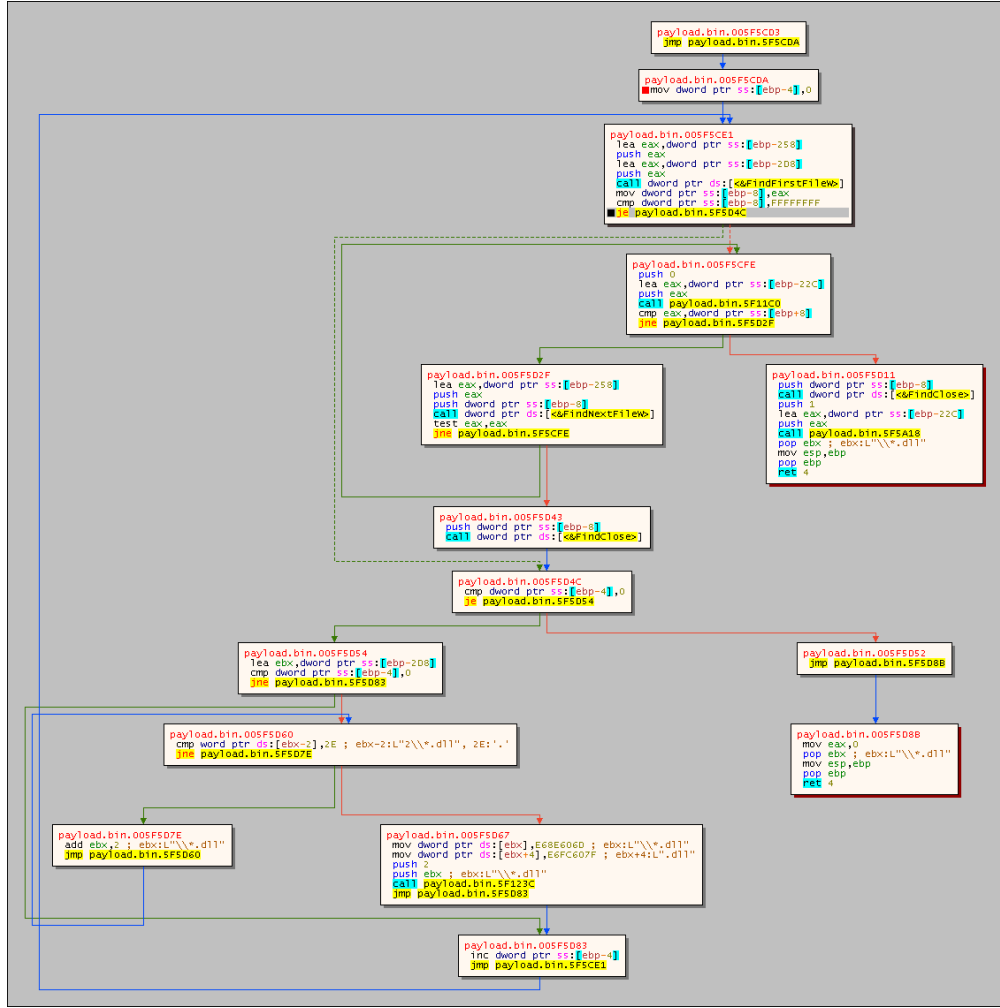 payload.bin.005F5CD3
jmp payload.bin.5F5CDA
payload.bin.005F5CDA
mov dword ptr ss:[ebp-4],0
payload.bin.005F5CE1
lea eax,dword ptr ss:[ebp-258]
push eax
lea eax,dword ptr ss:[ebp-2D8]
push eax
call dword ptr ds:[<&FindFirstFileW>]
mov dword ptr ss:[ebp-8],eax
cmp dword ptr ss:[ebp-8],FFFFFFFF
je payload.bin.5F5D4C
payload.bin.005F5CFE
push 0
lea eax,dword ptr ss:[ebp-22C]
push eax
call payload.bin.5F11C0
cmp eax,dword ptr ss:[ebp+8]
jne payload.bin.5F5D2F
payload.bin.005F5D2F
lea eax,dword ptr ss:[ebp-258]
push eax
push dword ptr ss:[ebp-8]
call dword ptr ds:[<&FindNextFileW>]
test eax,eax
jne payload.bin.5F5CFE
payload.bin.005F5D11
push dword ptr ss:[ebp-8]
call dword ptr ds:[<&FindClose>]
push 1
lea eax,dword ptr ss:[ebp-22C]
push eax
call payload.bin.5F5A18
pop ebx ; ebx:L"\\*.dll"
mov esp,ebp
pop ebp
ret 4
payload.bin.005F5D43
push dword ptr ss:[ebp-8]
call dword ptr ds:[<&FindClose>]
payload.bin.005F5D4C
cmp dword ptr ss:[ebp-4],0
je payload.bin.5F5D54
payload.bin.005F5D54
lea ebx,dword ptr ss:[ebp-2D8]
cmp dword ptr ss:[ebp-4],0
jne payload.bin.5F5D83
payload.bin.005F5D52
jmp payload.bin.5F5D8B
payload.bin.005F5D60
cmp word ptr ds:[ebx-2],2E ; ebx-2:L"2\\*.dll", 2E:'.'
jne payload.bin.5F5D7E
payload.bin.005F5D8B
mov eax,0
pop ebx ; ebx:L"\\*.dll"
mov esp,ebp
pop ebp
ret 4
payload.bin.005F5D7E
add ebx,2 ; ebx:L"\\*.dll"
jmp payload.bin.5F5D60
payload.bin.005F5D67
mov dword ptr ds:[ebx],E68E606D ; ebx:L"\\*.dll"
mov dword ptr ds:[ebx+4],E6FC607F ; ebx+4:L".dll"
push 2
push ebx ; ebx:L"\\*.dll"
call payload.bin.5F123C
jmp payload.bin.5F5D83
payload.bin.005F5D83
inc dword ptr ss:[ebp-4]
jmp payload.bin.5F5CE1